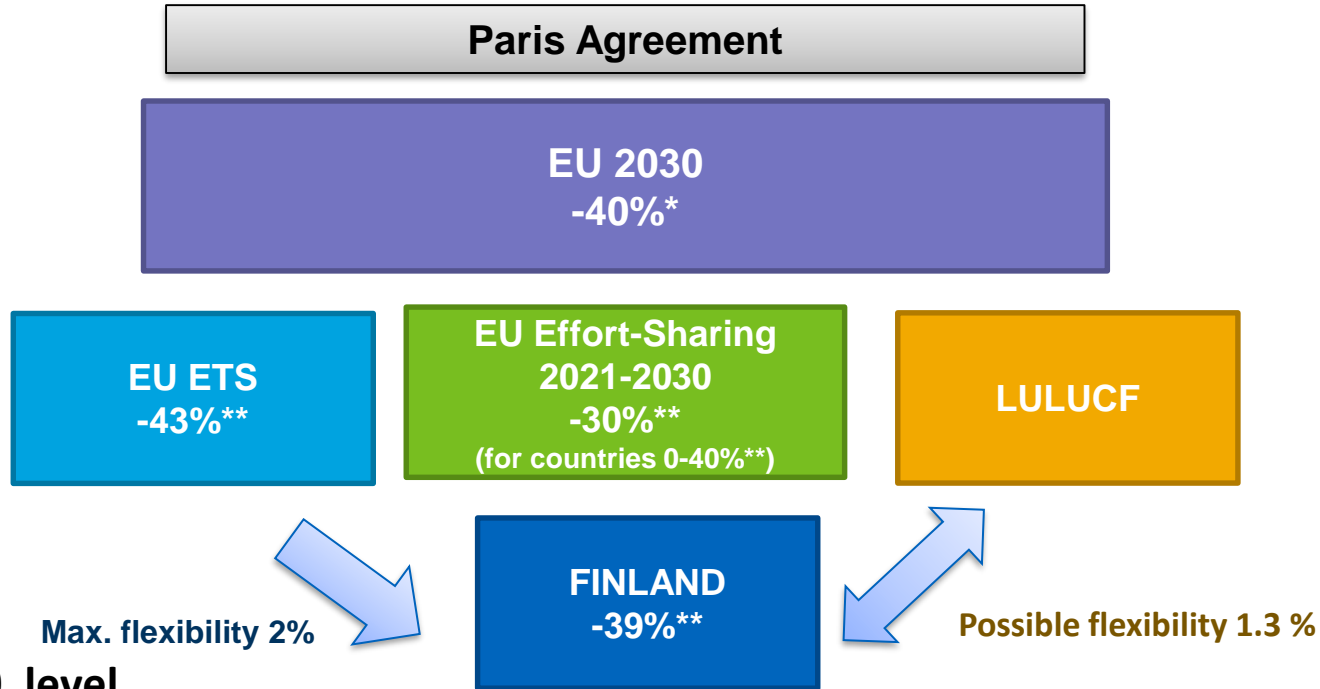 Paris Agreement
EU 2030
-40%*
EU ETS
-43%**
EU Effort-Sharing
2021-2030
-30%**
(for countries 0-40%**)
LULUCF
FINLAND
-39%**
Max. flexibility 2%
Possible flexibility 1.3 %
level